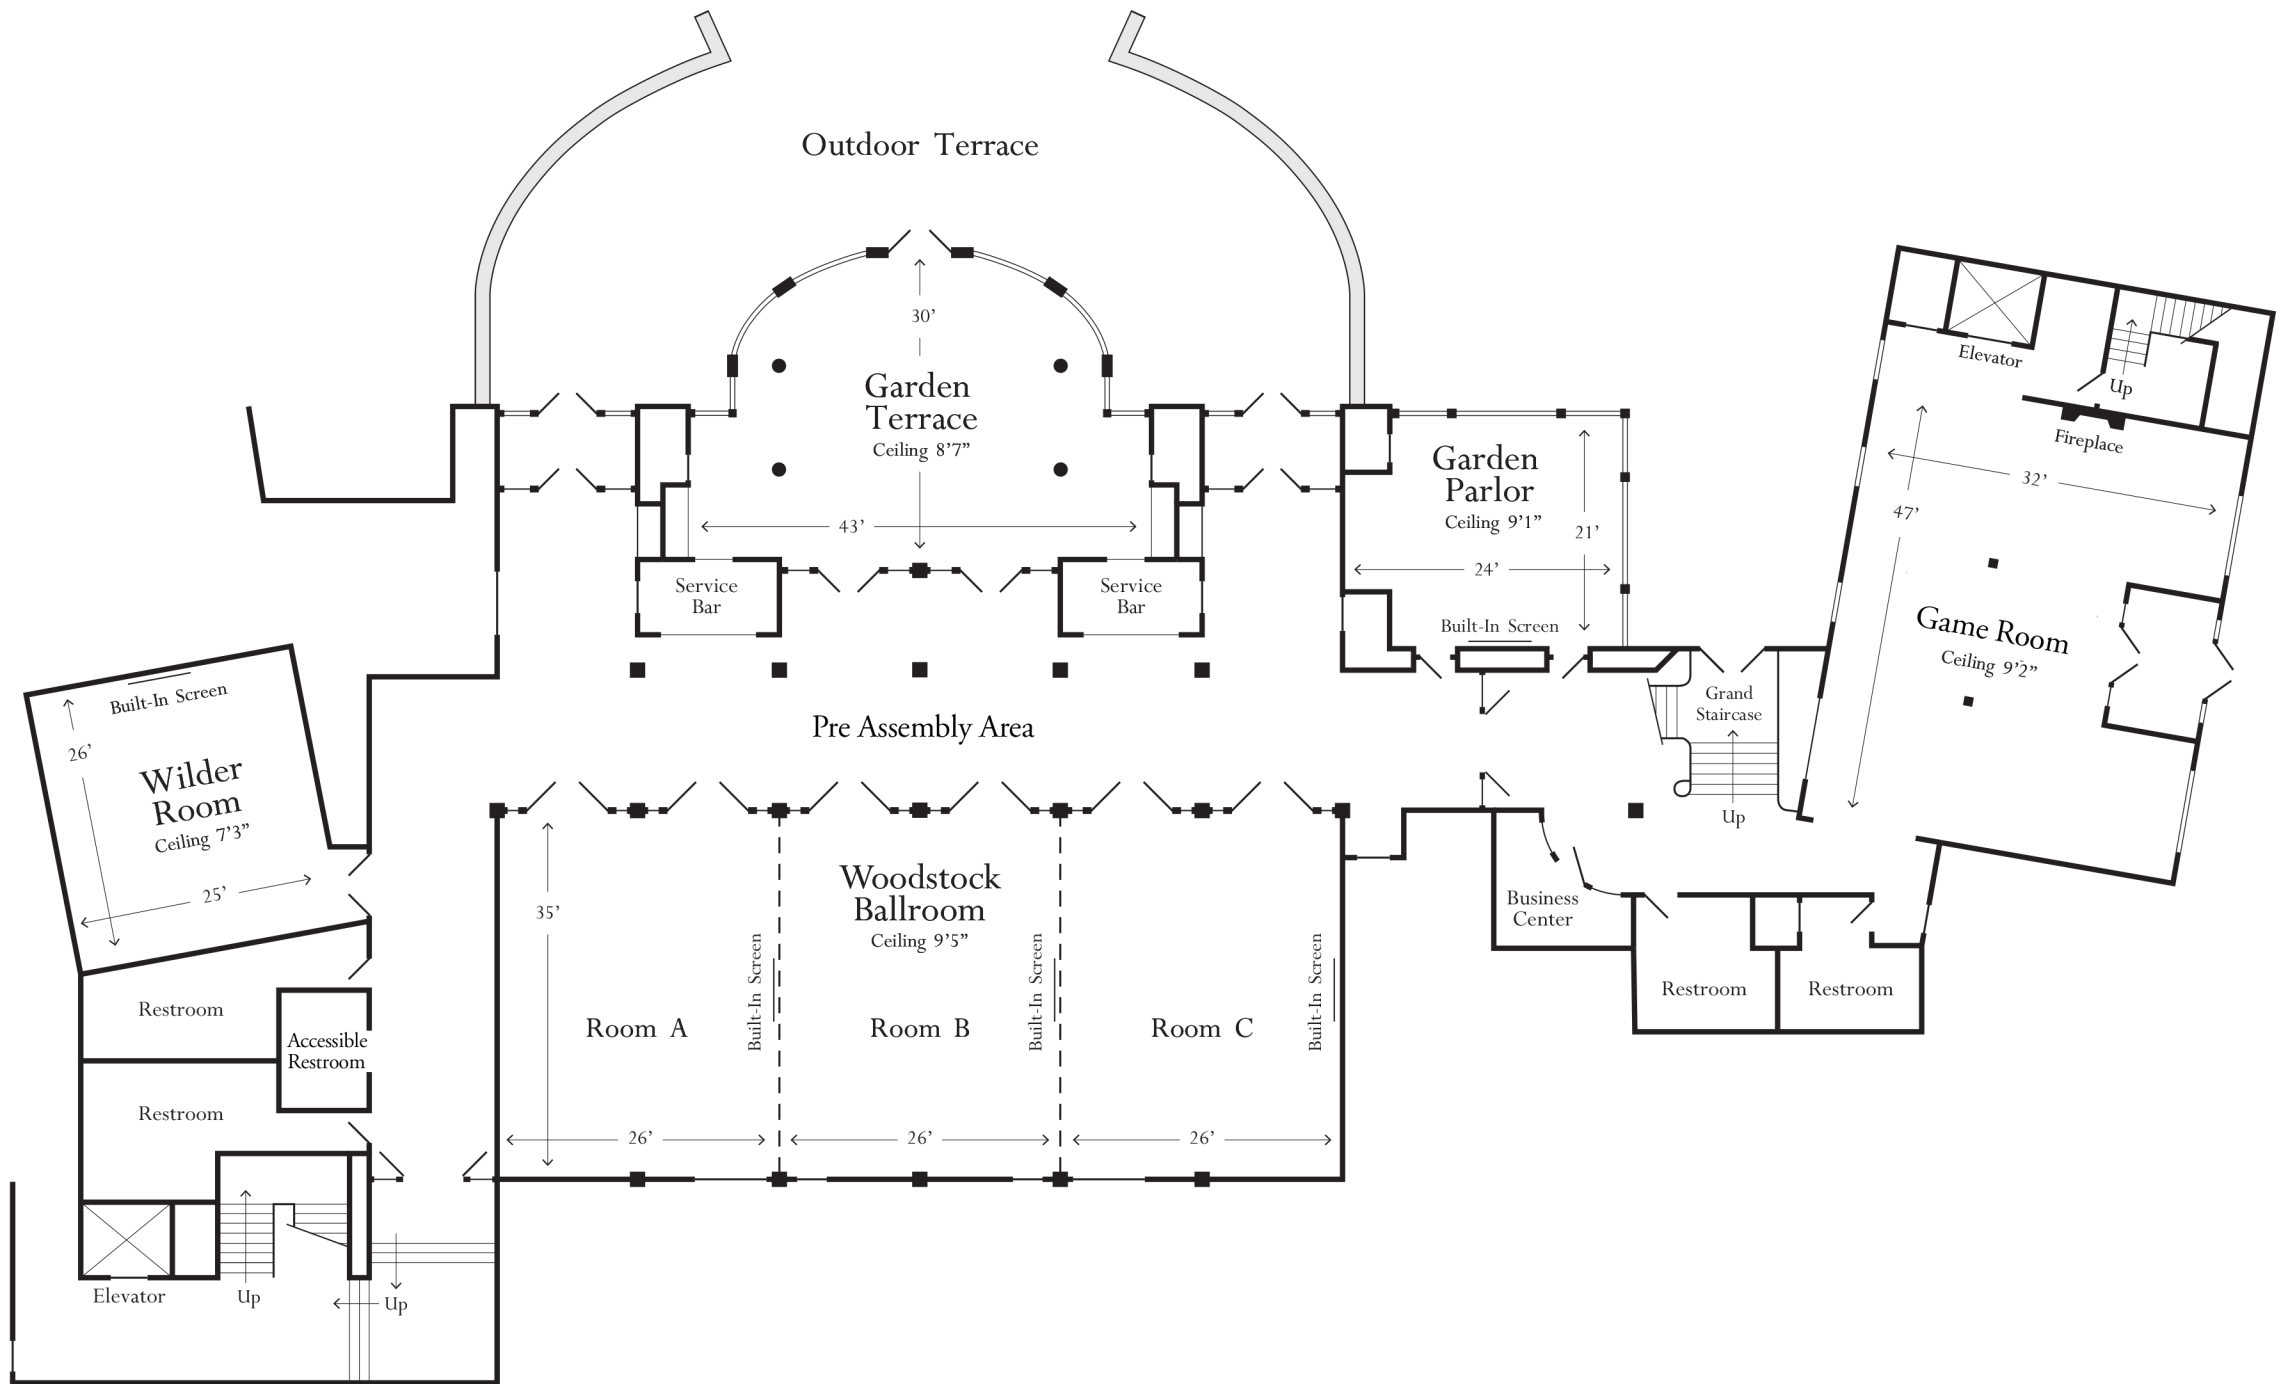 Outdoor Terrace
30’
Garden
Terrace
Ceiling 8’7”
43’
Service
Bar
Service
Bar
Garden
Parlor
Ceiling 9’1”
21’
24’
Built-In Screen
Elevator
Up
Fireplace
32’
47’
Game Room
Ceiling 9’2”
Grand
Staircase
Up
Built-In Screen
26’
Wilder
Room
Ceiling 7’3”
25’
Pre Assembly Area
35’
Woodstock
Ballroom
Ceiling 9’5”
Built-In Screen
Built-In Screen
Built-In Screen
Room A
Room B
Room C
26’
26’
26’
Business
Center
Restroom
Restroom
Restroom
Accessible
Restroom
Restroom
Elevator
Up
Up